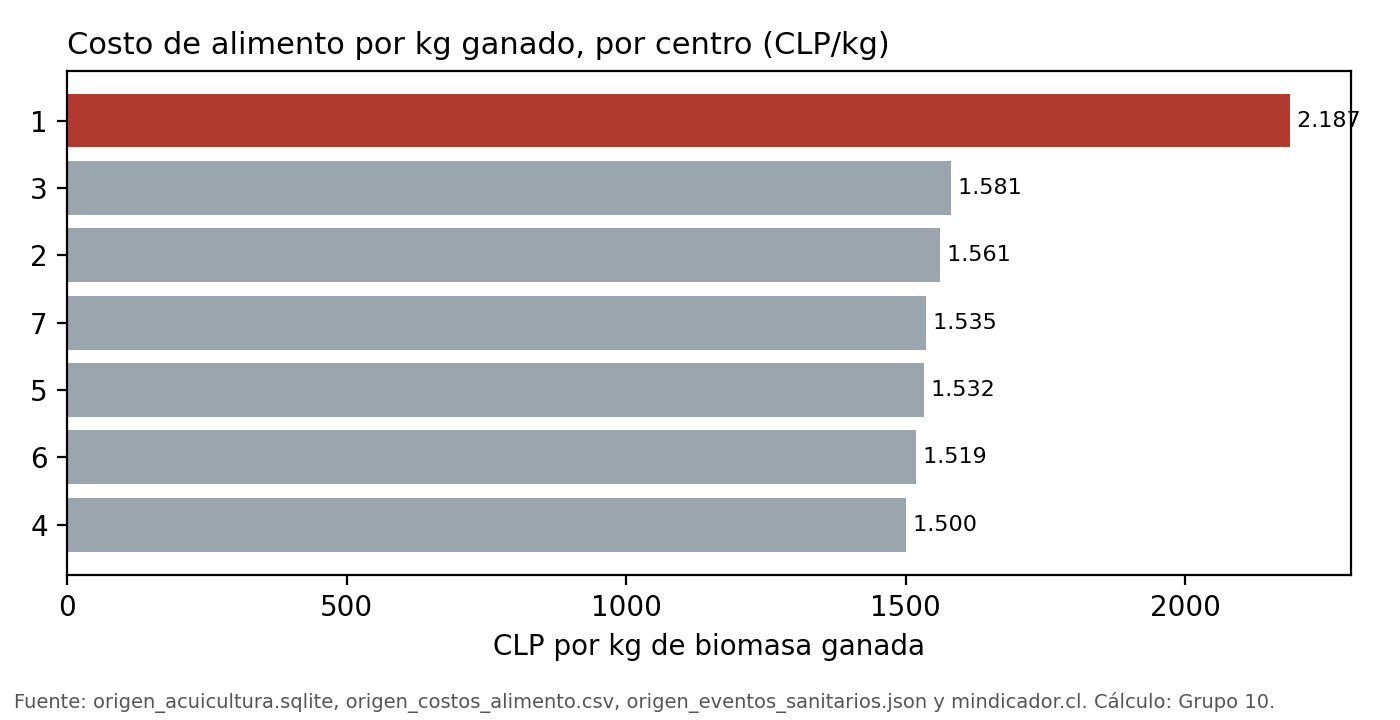 Costo de alimento por kg ganado, por centro (CLP/kg)
1 2.187
3 1.581
2 1.561
7 1.535
5 1.532
6 1.519
4 1.500
0 500 1000 1500 2000
CLP por kg de biomasa ganada
Fuente: origen_acuicultura.sqlite, origen_costos_alimento.csv, origen_eventos_sanitarios.json y mindicador.cl. Cálculo: Grupo 10.